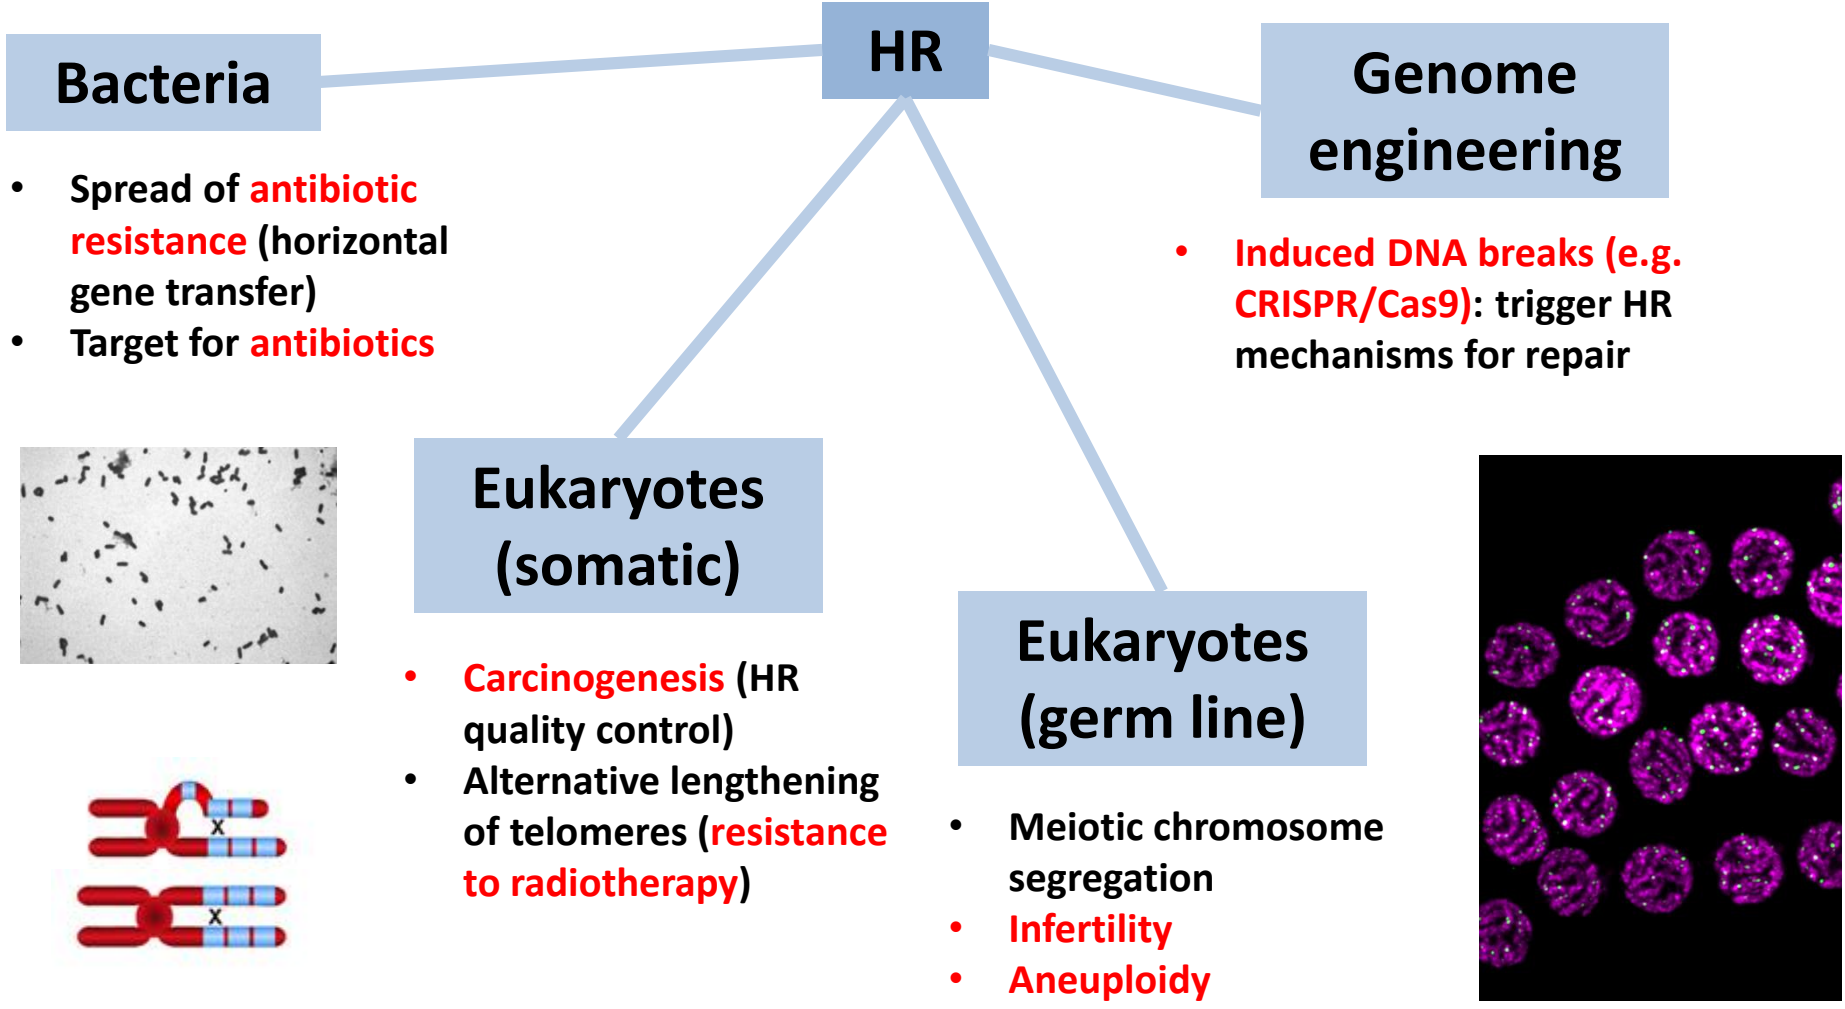 HR
Bacteria
• Spread of antibiotic
resistance (horizontal
gene transfer)
• Target for antibiotics
Genome
engineering
• Induced DNA breaks (e.g.
CRISPR/Cas9): trigger HR
mechanisms for repair
Eukaryotes
(somatic)
• Carcinogenesis (HR
quality control)
• Alternative lengthening
of telomeres (resistance
to radiotherapy)
Eukaryotes
(germ line)
• Meiotic chromosome
segregation
• Infertility
• Aneuploidy
X
X